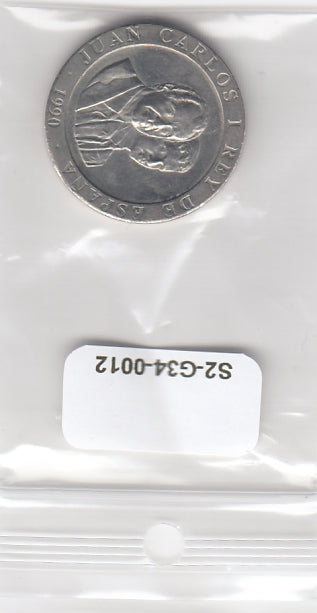 1990 · JUAN CARLOS I REY DE ESPAÑA ·
S2-G34-0012